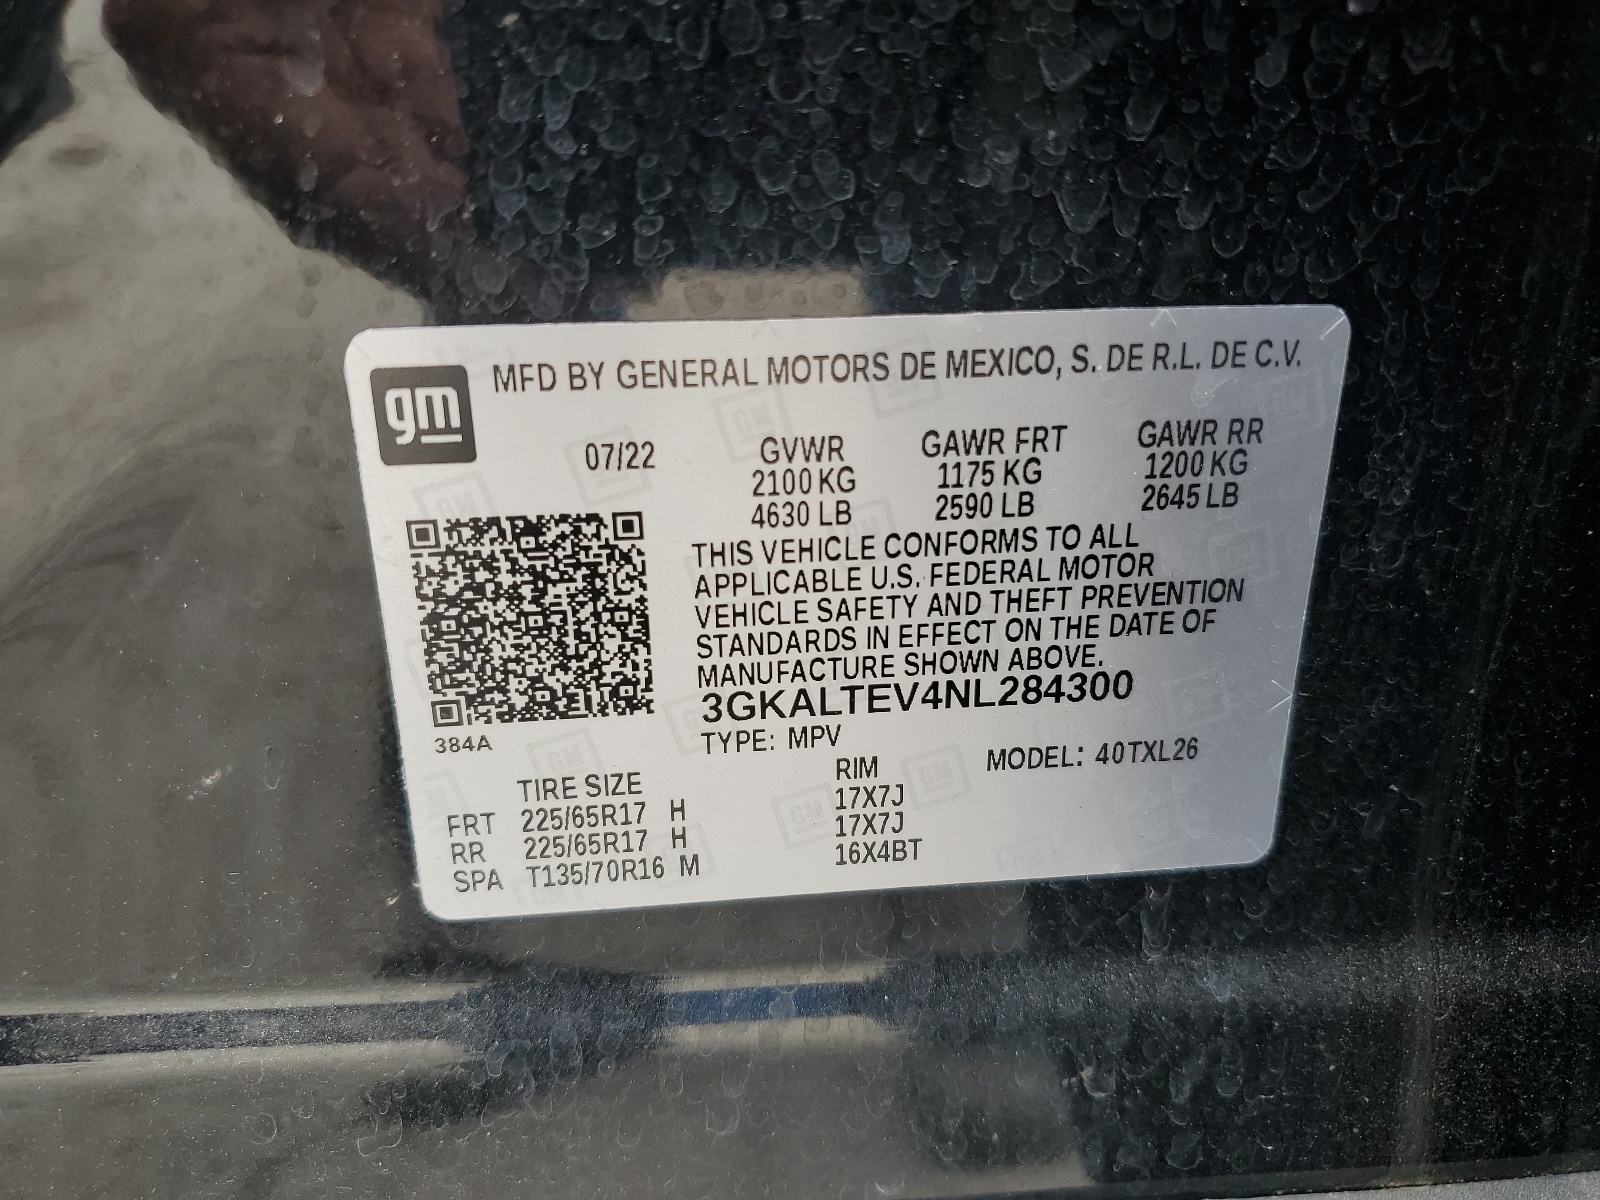 gm
MFD BY GENERAL MOTORS DE MEXICO, S. DE R.L. DE C.V.
07/22 GVWR GAWR FRT GAWR RR
2100 KG 1175 KG 1200 KG
4630 LB 2590 LB 2645 LB
THIS VEHICLE CONFORMS TO ALL
APPLICABLE U.S. FEDERAL MOTOR
VEHICLE SAFETY AND THEFT PREVENTION
STANDARDS IN EFFECT ON THE DATE OF
MANUFACTURE SHOWN ABOVE.
3GKALTEV4NL284300
384A
TYPE: MPV MODEL: 40TXL26
TIRE SIZE RIM
FRT 225/65R17 H 17X7J
RR 225/65R17 H 17X7J
SPA T135/70R16 M 16X4BT